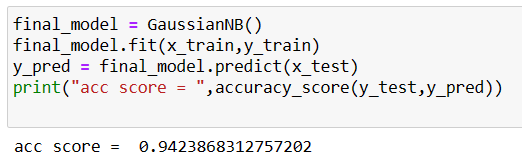 final_model = GaussianNB()
final_model.fit(x_train,y_train)
y_pred = final_model.predict(x_test)
print("acc score = ",accuracy_score(y_test,y_pred))
acc score =  0.9423868312757202